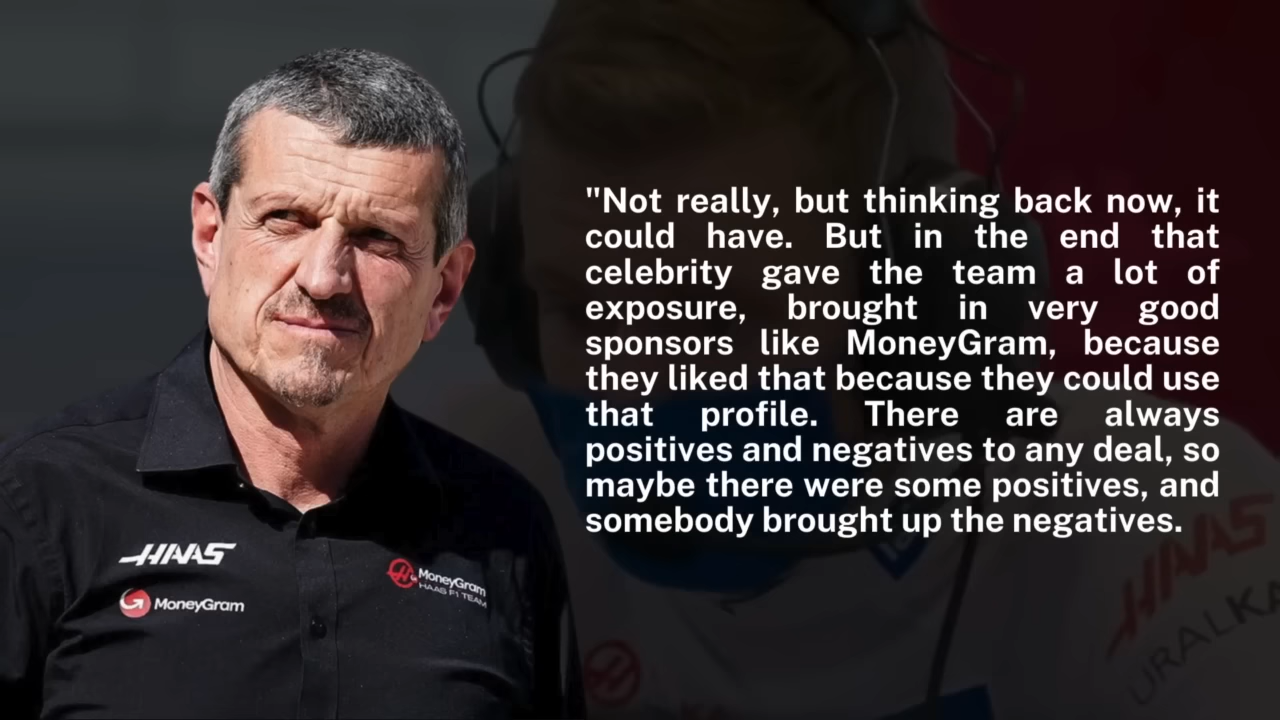 "Not really, but thinking back now, it
could have. But in the end that
celebrity gave the team a lot of
exposure, brought in very good
sponsors like MoneyGram, because
they liked that because they could use
that profile. There are always
positives and negatives to any deal, so
maybe there were some positives, and
somebody brought up the negatives.
HAAS
MoneyGram
MoneyGram
HAAS F1 TEAM
HAAS
URALKA